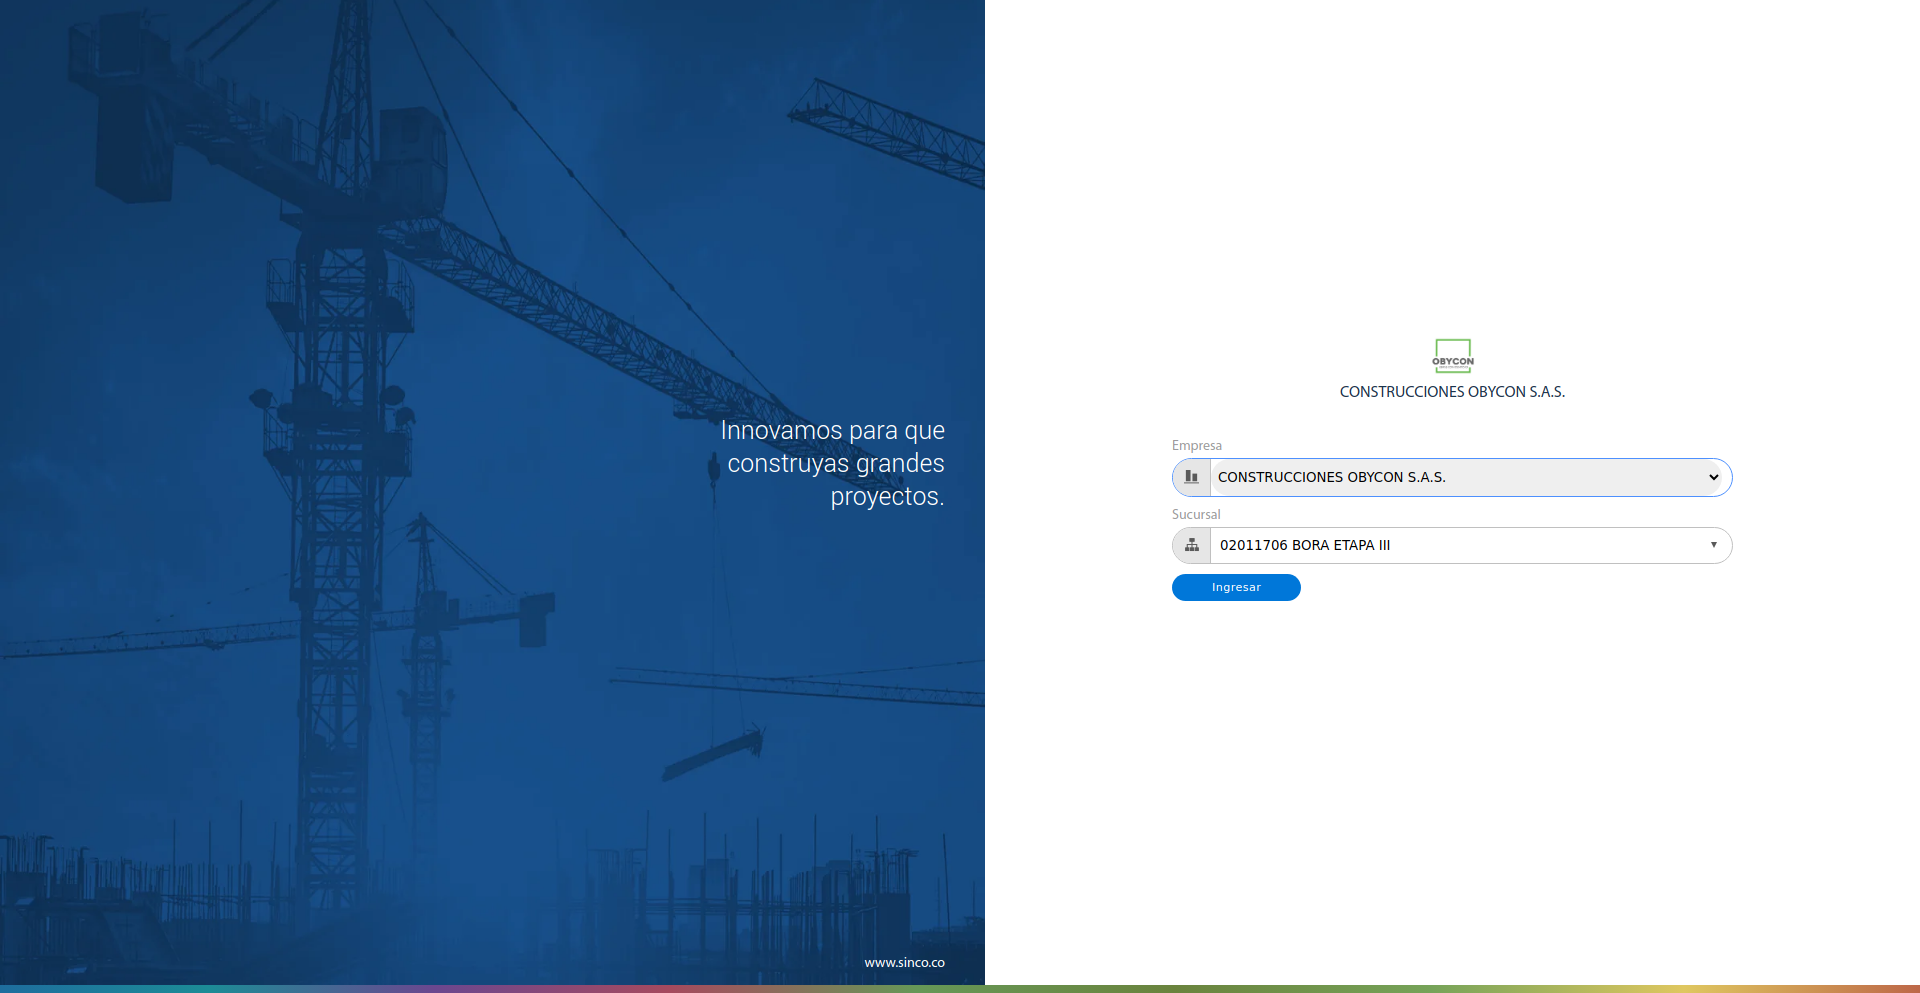 Innovamos para que
construyas grandes
proyectos.
www.sinco.co
OBYCON
CONSTRUCCIONES OBYCON S.A.S.
Empresa
CONSTRUCCIONES OBYCON S.A.S.
Sucursal
02011706 BORA ETAPA III
Ingresar